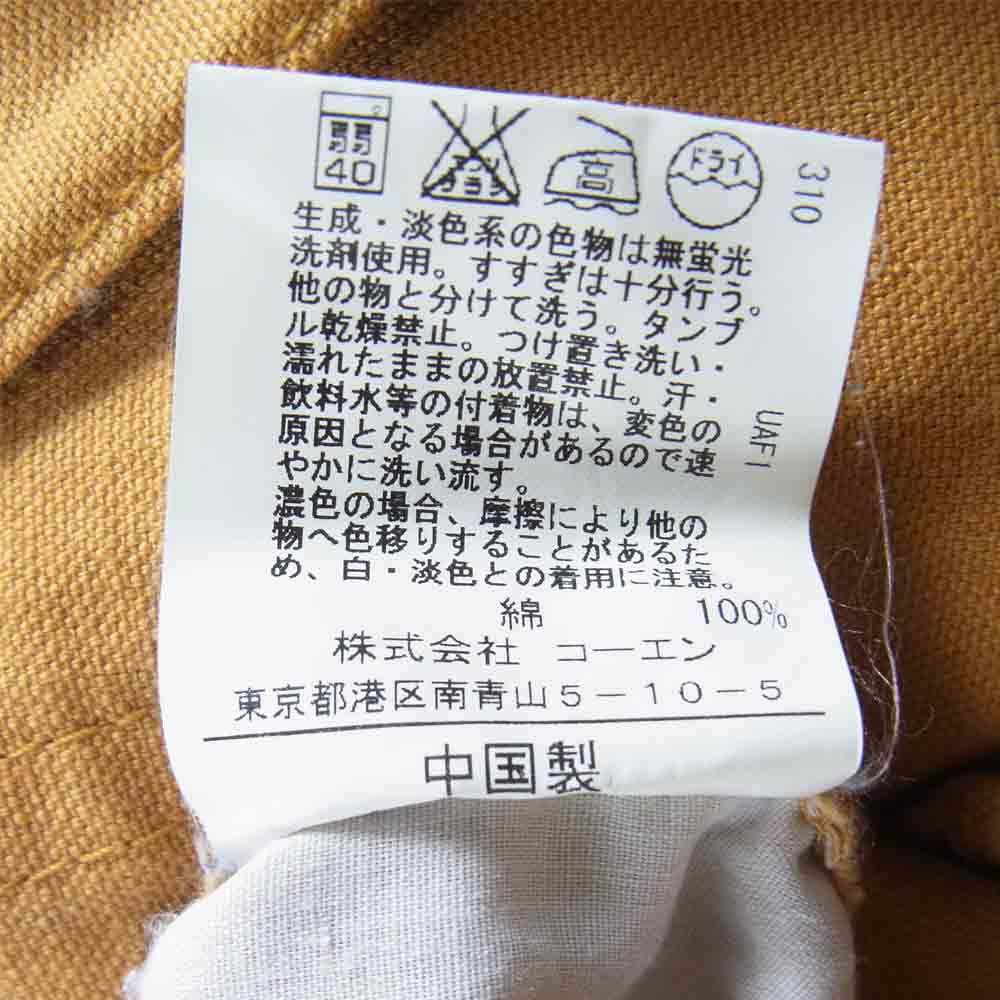 弱
40
エンソ
サラシ
高
ドライ
310
生成・淡色系の色物は無蛍光
洗剤使用。すすぎは十分行う。
他の物と分けて洗う。タンブ
ル乾燥禁止。つけ置き洗い・
濡れたままの放置禁止。汗・
飲料水等の付着物は、変色の
原因となる場合があるので速
やかに洗い流す。
濃色の場合、摩擦により他の
物へ色移りすることがあるた
め、白・淡色との着用に注意。
UAFI
綿 100%
株式会社 コーエン
東京都港区南青山5-10-5
中国製